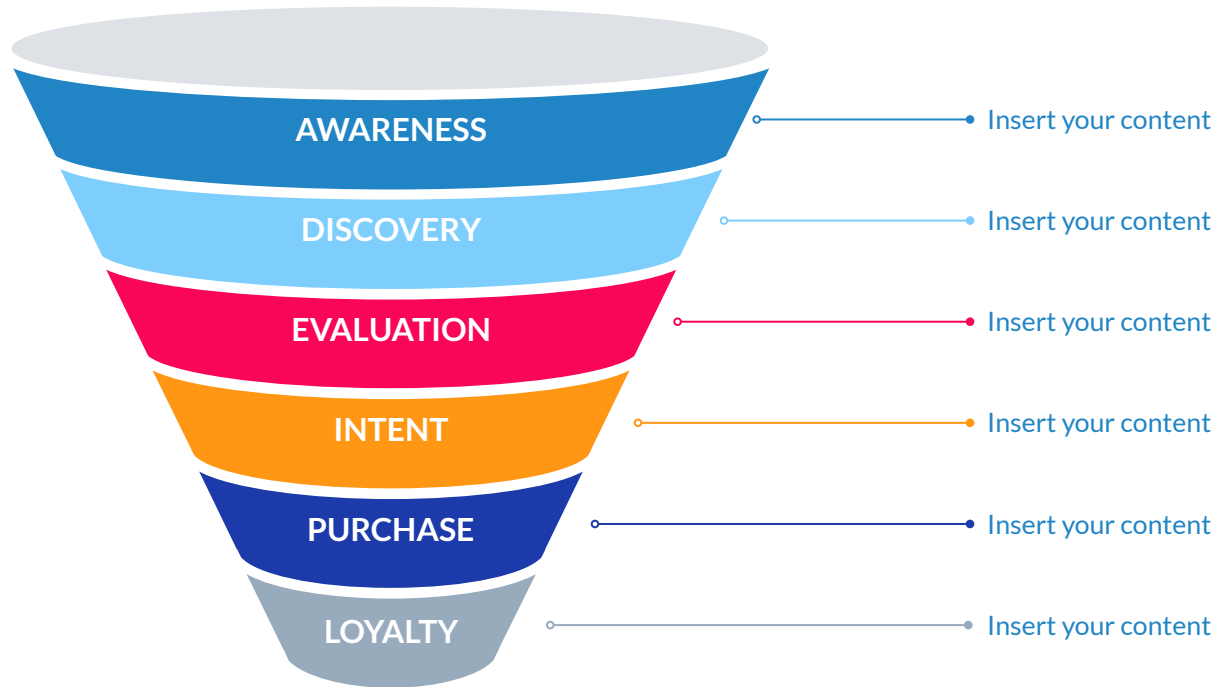 AWARENESS
Insert your content
DISCOVERY
Insert your content
EVALUATION
Insert your content
INTENT
Insert your content
PURCHASE
Insert your content
LOYALTY
Insert your content